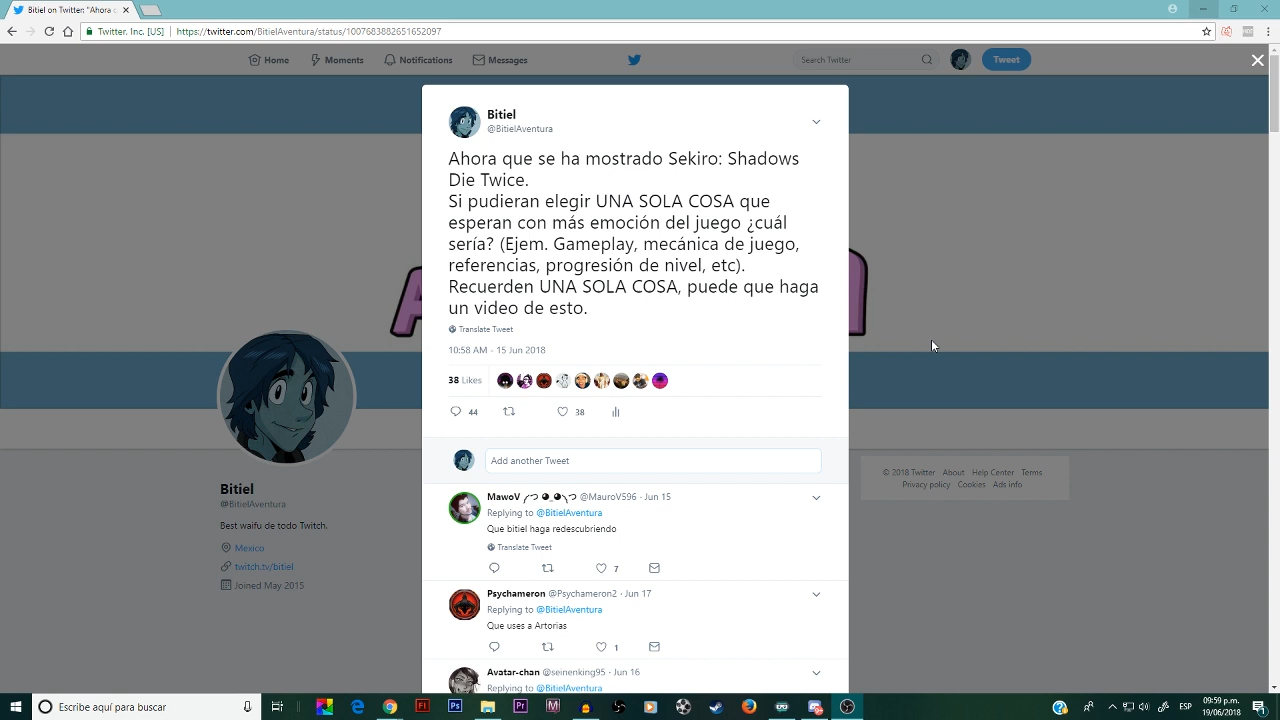 Bitiel on Twitter: "Ahora c
Twitter. Inc. [US]
https://twitter.com/BitielAventura/status/1007683882651652097
Home
Moments
Notifications
Messages
Search Twitter
Tweet
Bitiel
@BitielAventura
Ahora que se ha mostrado Sekiro: Shadows
Die Twice.
Si pudieran elegir UNA SOLA COSA que
esperan con más emoción del juego ¿cuál
sería? (Ejem. Gameplay, mecánica de juego,
referencias, progresión de nivel, etc).
Recuerden UNA SOLA COSA, puede que haga
un video de esto.
Translate Tweet
10:58 AM - 15 Jun 2018
38 Likes
44
38
Add another Tweet
MawoV @MauroV596 · Jun 15
Replying to @BitielAventura
Que bitiel haga redescubriendo
Translate Tweet
7
Psychameron @Psychameron2 · Jun 17
Replying to @BitielAventura
Que uses a Artorias
1
Avatar-chan @seinenking95 · Jun 16
Replying to @BitielAventura
Bitiel
@BitielAventura
Best waifu de todo Twitch.
Mexico
twitch.tv/bitiel
Joined May 2015
© 2018 Twitter About Help Center Terms
Privacy policy Cookies Ads info
Escribe aquí para buscar
ESP
09:59 p.m.
19/06/2018